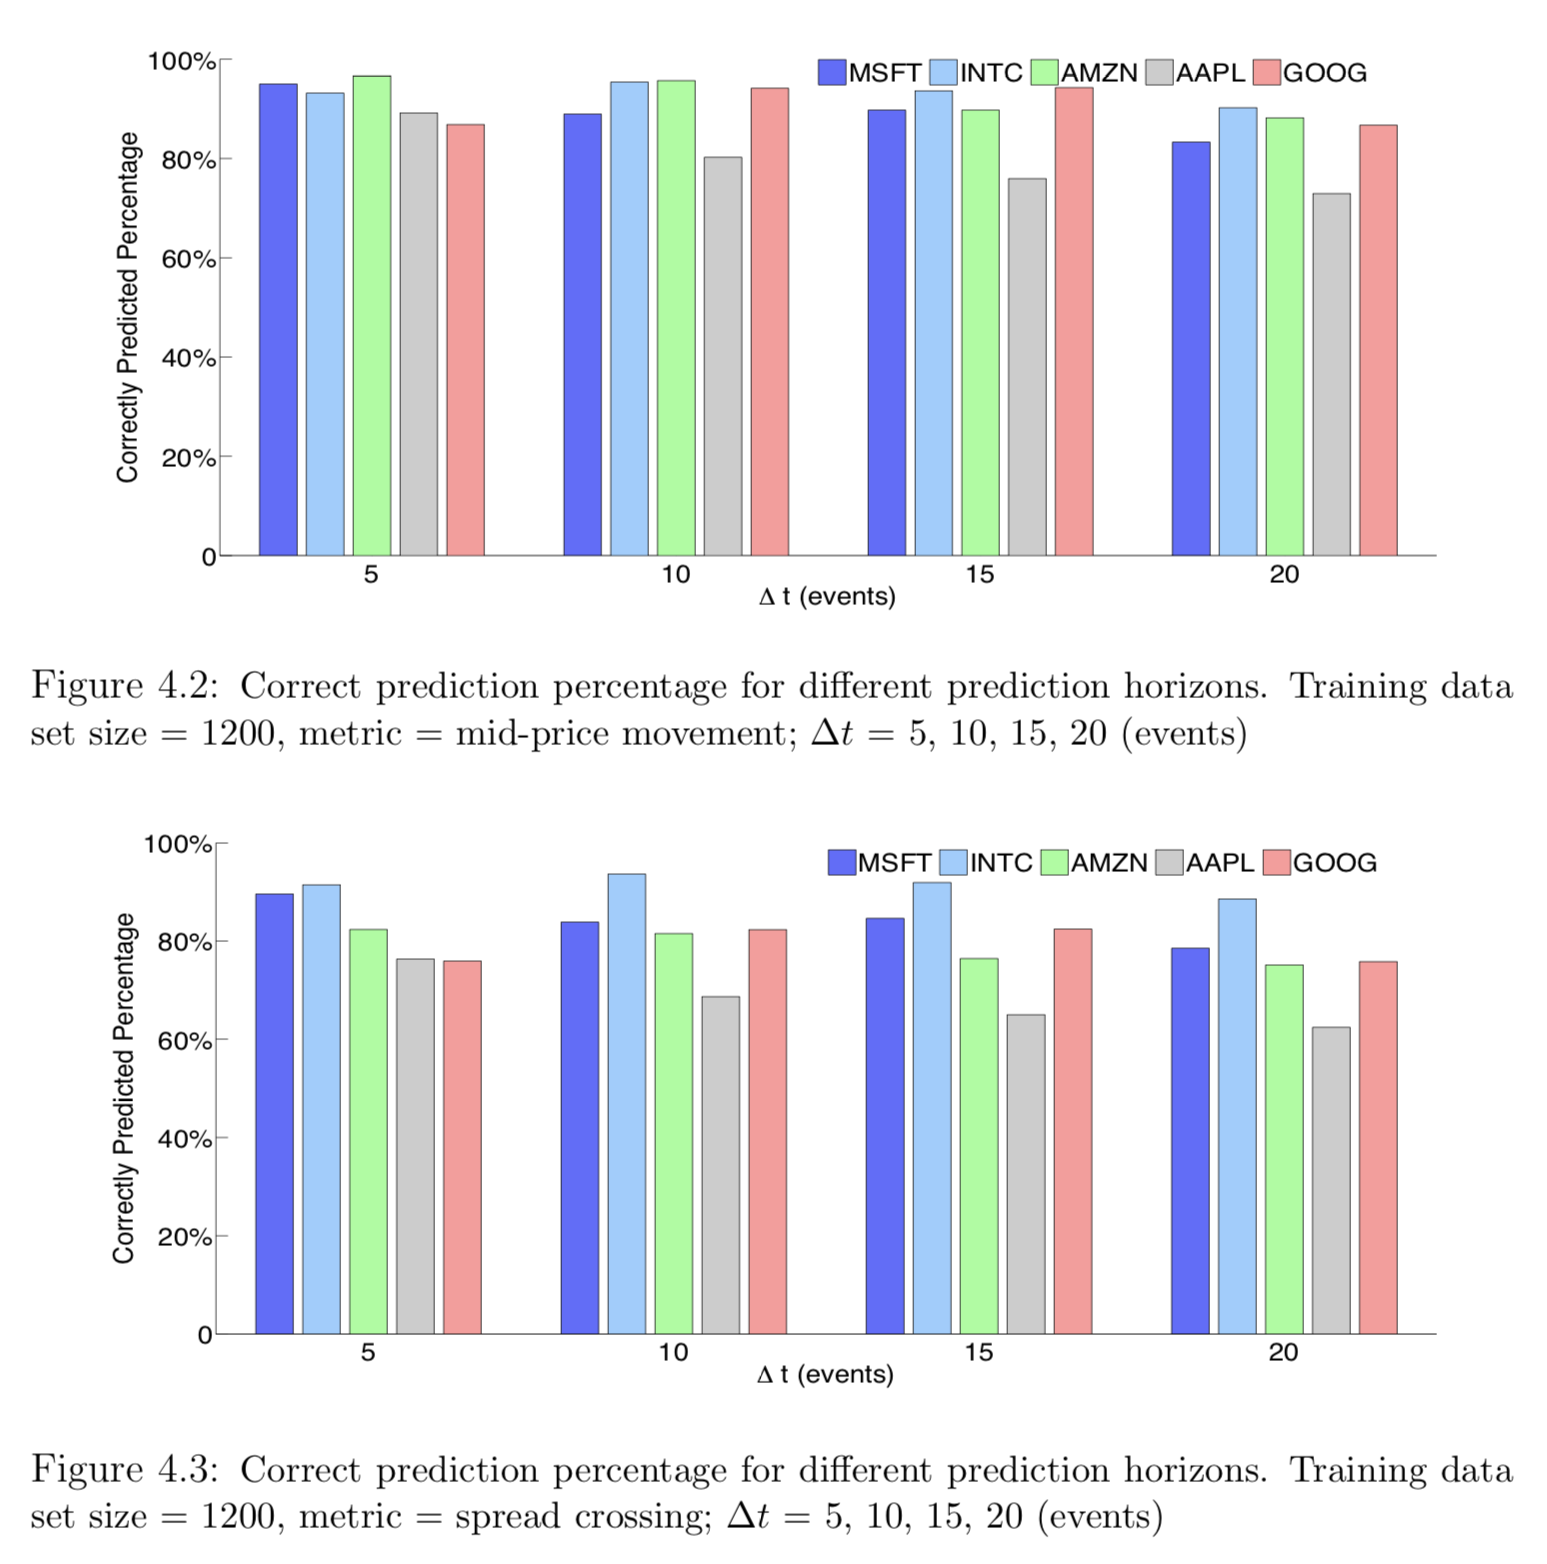 100%
80%
60%
40%
20%
0
Correctly Predicted Percentage
MSFT INTC AMZN AAPL GOOG
5 10 15 20
Δ t (events)
Figure 4.2: Correct prediction percentage for different prediction horizons. Training data
set size = 1200, metric = mid-price movement; Δt = 5, 10, 15, 20 (events)
100%
80%
60%
40%
20%
0
Correctly Predicted Percentage
MSFT INTC AMZN AAPL GOOG
5 10 15 20
Δ t (events)
Figure 4.3: Correct prediction percentage for different prediction horizons. Training data
set size = 1200, metric = spread crossing; Δt = 5, 10, 15, 20 (events)